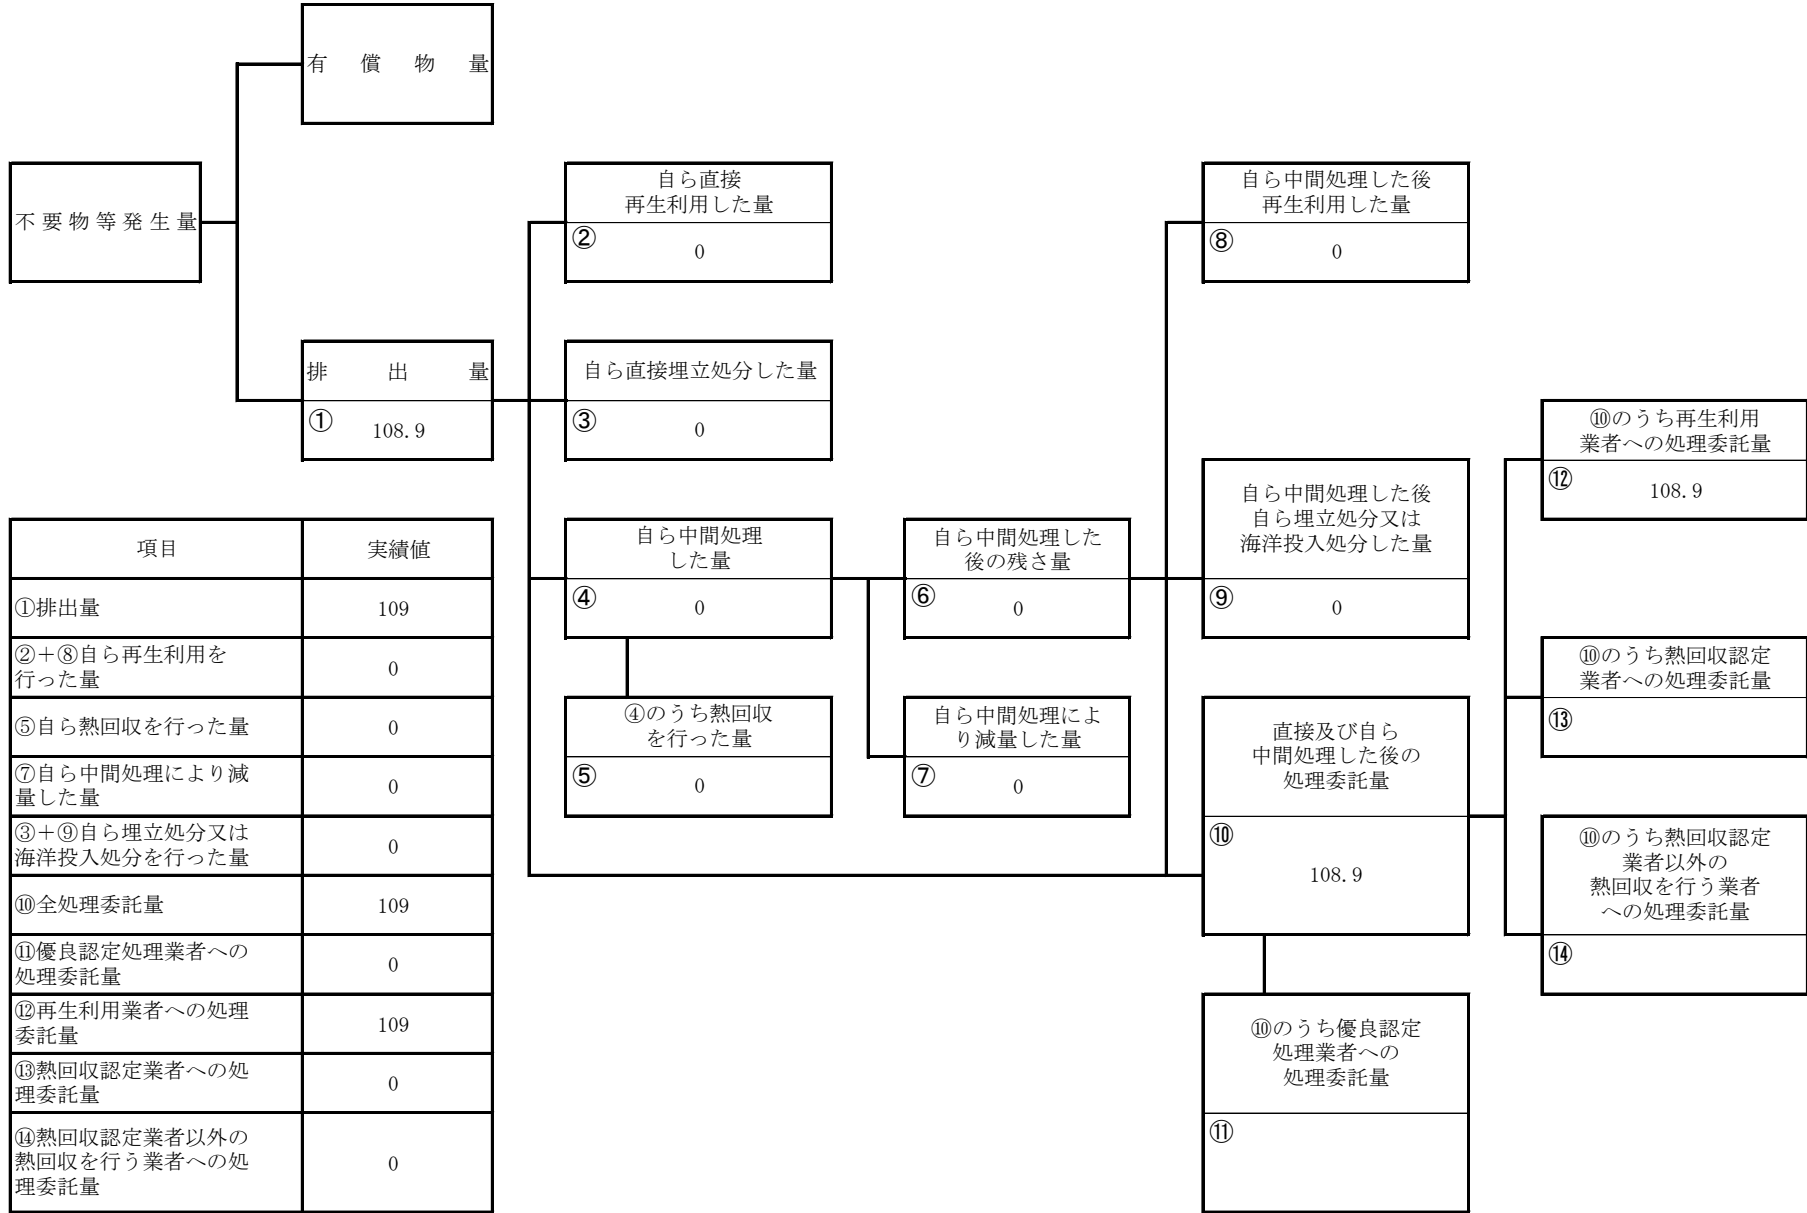 有償物量
不要物等発生量
自ら直接
再生利用した量
②
0
自ら中間処理した後
再生利用した量
⑧
0
排出量
①
108.9
自ら直接埋立処分した量
③
0
⑩のうち再生利用
業者への処理委託量
⑫
108.9
自ら中間処理した後
自ら埋立処分又は
海洋投入処分した量
⑨
0
自ら中間処理
した量
④
0
自ら中間処理した
後の残さ量
⑥
0
⑩のうち熱回収認定
業者への処理委託量
⑬
④のうち熱回収
を行った量
⑤
0
自ら中間処理によ
り減量した量
⑦
0
直接及び自ら
中間処理した後の
処理委託量
⑩
108.9
⑩のうち熱回収認定
業者以外の
熱回収を行う業者
への処理委託量
⑭
⑩のうち優良認定
処理業者への
処理委託量
⑪
項目 実績値
①排出量 109
②+⑧自ら再生利用を
行った量
0
⑤自ら熱回収を行った量 0
⑦自ら中間処理により減
量した量
0
③+⑨自ら埋立処分又は
海洋投入処分を行った量
0
⑩全処理委託量 109
⑪優良認定処理業者への
処理委託量
0
⑫再生利用業者への処理
委託量
109
⑬熱回収認定業者への処
理委託量
0
⑭熱回収認定業者以外の
熱回収を行う業者への処
理委託量
0